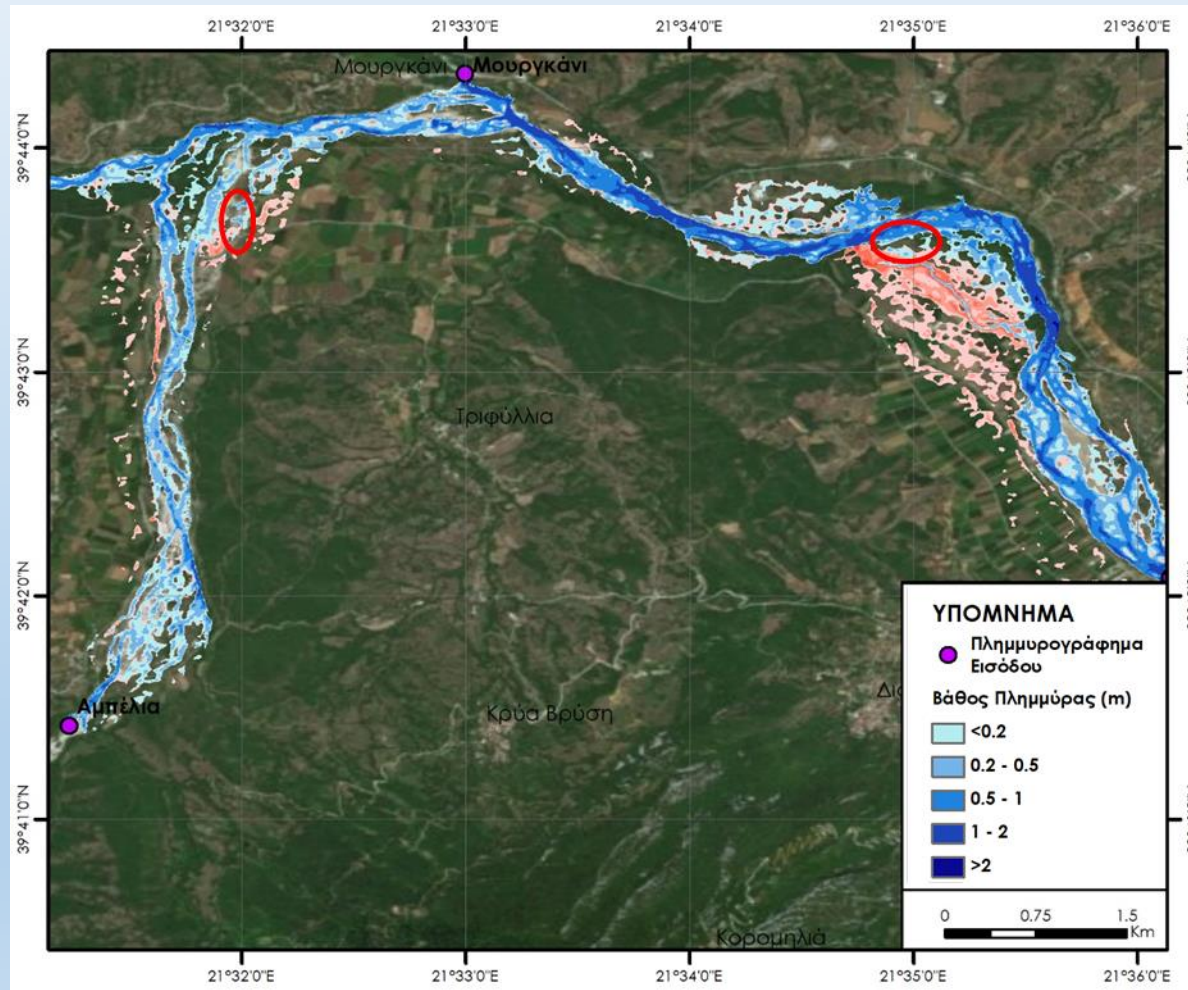 21°32'0"E 21°33'0"E 21°34'0"E 21°35'0"E 21°36'0"E
Μουργκάνι Μουργκάνι
39°44'0"N
39°43'0"N
Τριφύλλια
39°42'0"N
Αμπέλια
Κρύα Βρύση
39°41'0"N
Κορομηλιά
ΥΠΟΜΝΗΜΑ
Πλημμυρογράφημα
Εισόδου
Βάθος Πλημμύρας (m)
<0.2
0.2 - 0.5
0.5 - 1
1 - 2
>2
0 0.75 1.5
Km
21°32'0"E 21°33'0"E 21°34'0"E 21°35'0"E 21°36'0"E